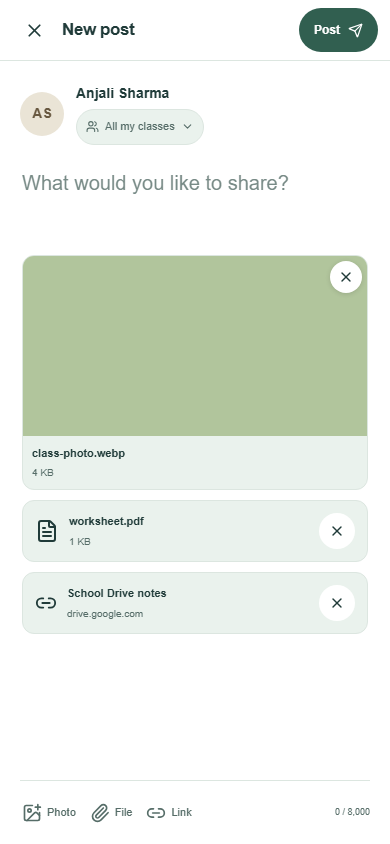 New post
Post
Anjali Sharma
AS
All my classes
What would you like to share?
class-photo.webp
4 KB
worksheet.pdf
1 KB
School Drive notes
drive.google.com
Photo
File
Link
0 / 8,000